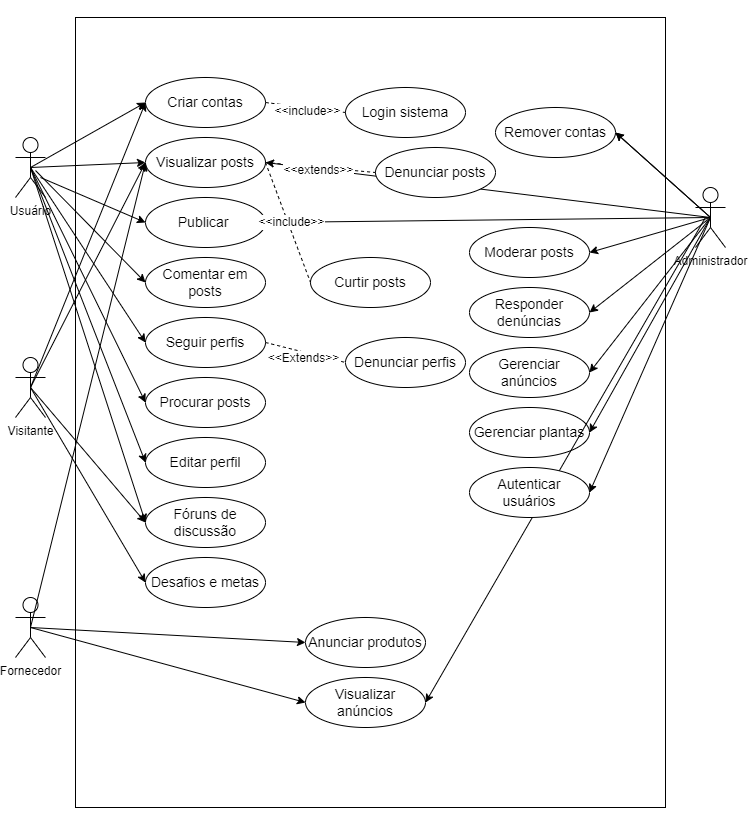 Criar contas
<<include>>
Login sistema
Remover contas
Usuário
Visualizar posts
<<extends>>
Denunciar posts
Publicar
<<include>>
Administrador
Moderar posts
Comentar em
posts
Curtir posts
Responder
denúncias
Seguir perfis
<<Extends>>
Denunciar perfis
Gerenciar
anúncios
Visitante
Procurar posts
Gerenciar plantas
Editar perfil
Autenticar
usuários
Fóruns de
discussão
Desafios e metas
Fornecedor
Anunciar produtos
Visualizar
anúncios